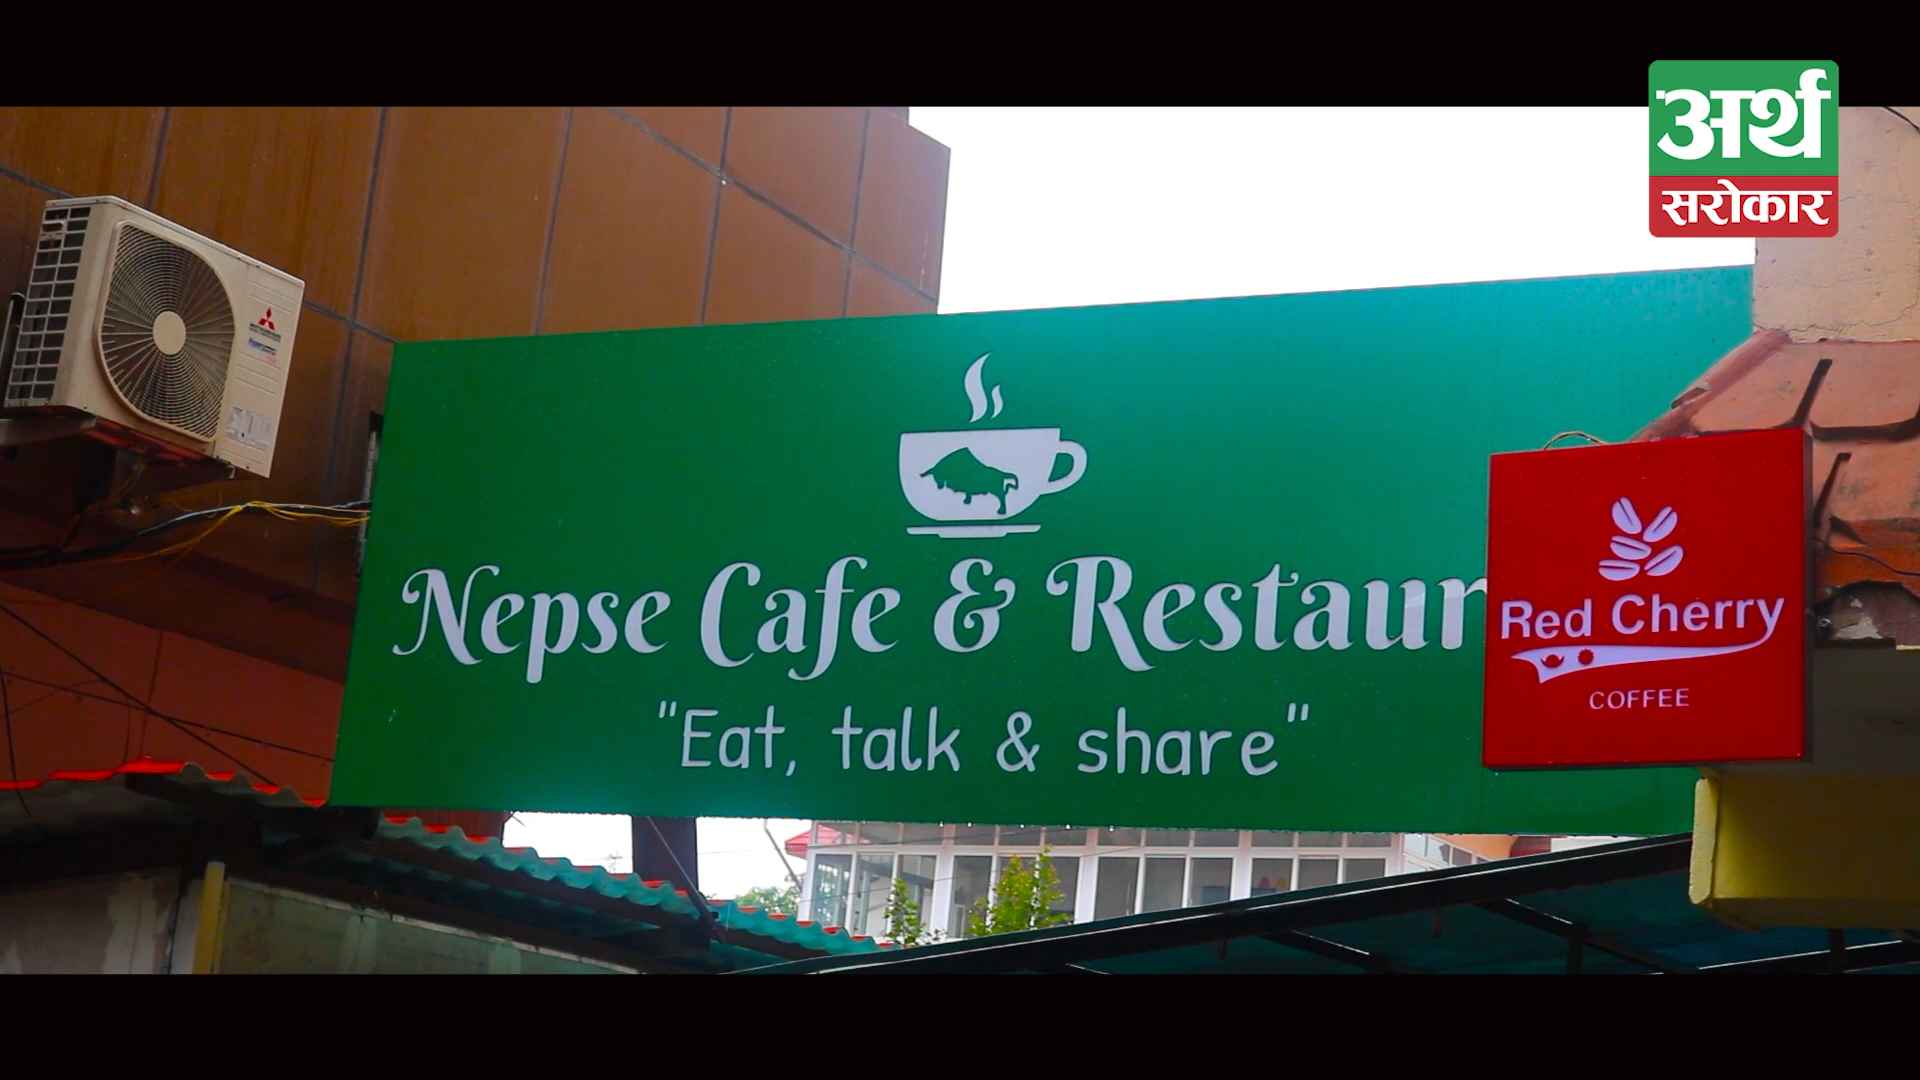 अर्थ
सरोकार
Nepse Cafe & Restaur
"Eat, talk & share"
Red Cherry
COFFEE